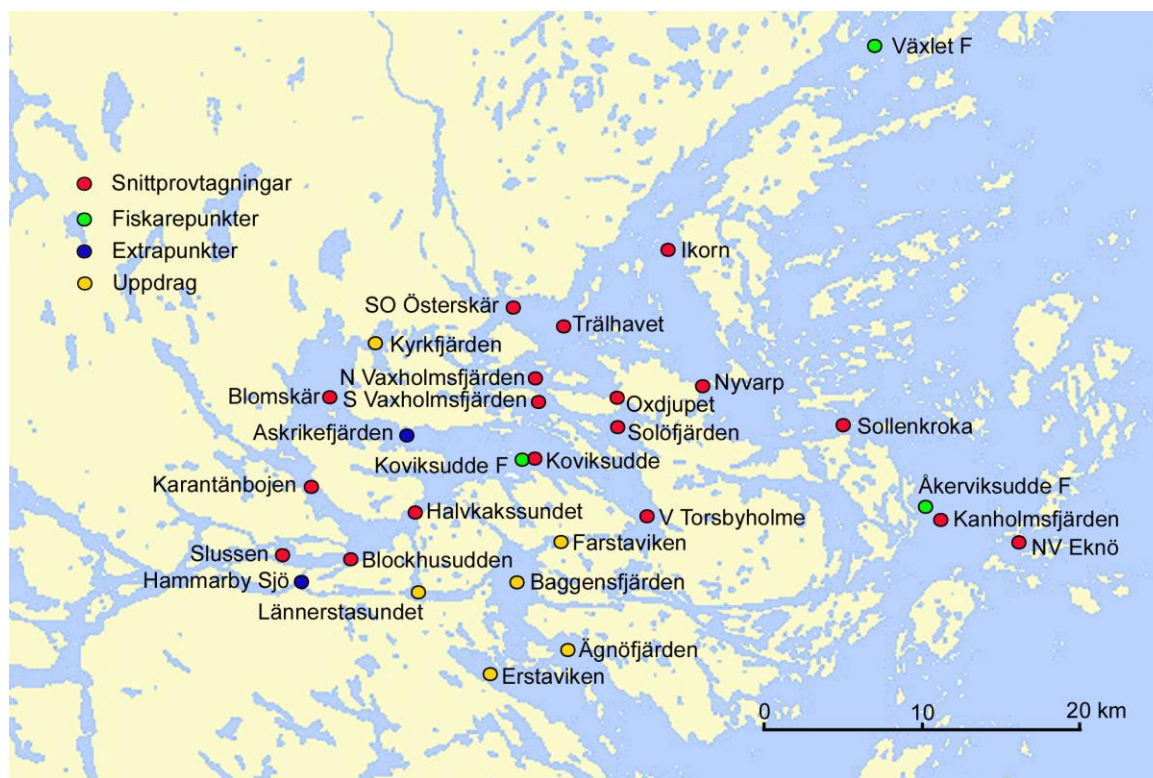 Växlet F
Snittprovtagningar
Fiskarepunkter
Extrapunkter
Uppdrag
Ikorn
SO Österskär
Trälhavet
Kyrkfjärden
N Vaxholmsfjärden
Nyvarp
Blomskär
S Vaxholmsfjärden
Oxdjupet
Sollenkroka
Askrikefjärden
Solöfjärden
Koviksudde F
Koviksudde
Karantänbojen
Åkerviksudde F
Halvkakssundet
V Torsbyholme
Kanholmsfjärden
Farstaviken
NV Eknö
Slussen
Blockhusudden
Hammarby Sjö
Baggensfjärden
Lännerstasundet
Ägnöfjärden
Erstaviken
0 10 20 km